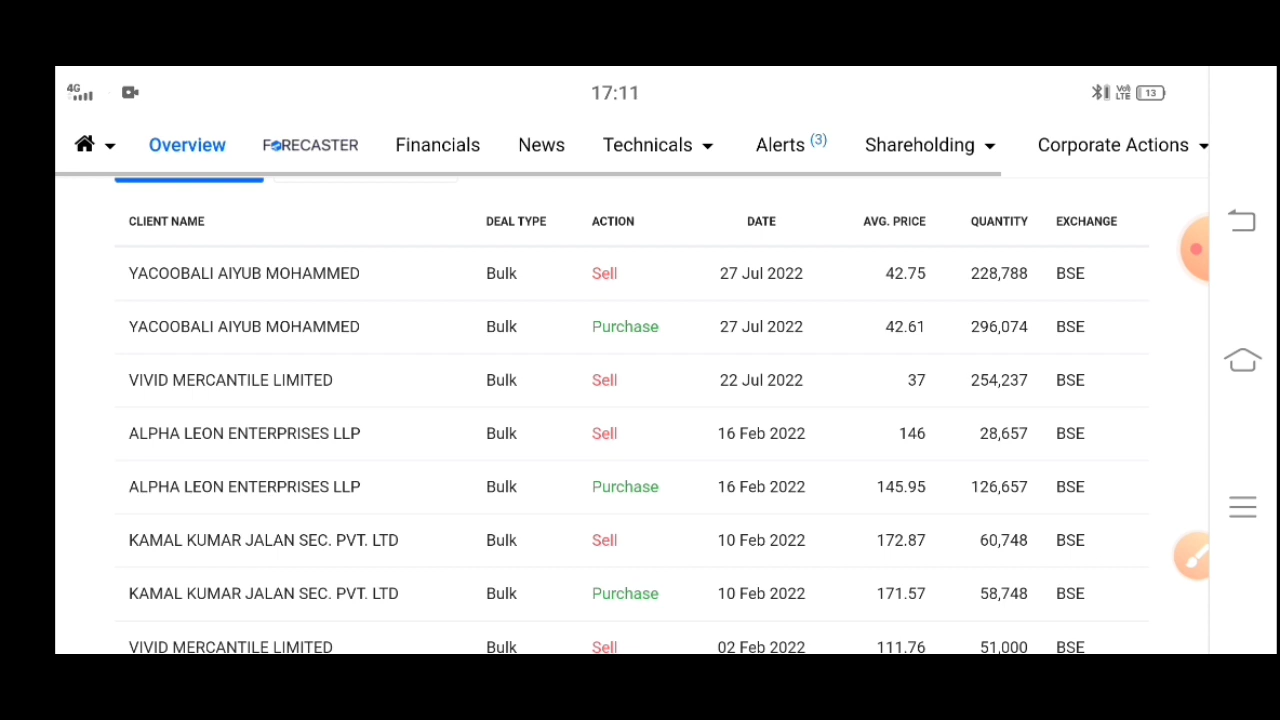 4G 17:11 VoI LTE 13
Overview FORECASTER Financials News Technicals Alerts (3) Shareholding Corporate Actions
CLIENT NAME DEAL TYPE ACTION DATE AVG. PRICE QUANTITY EXCHANGE
YACOOBALI AIYUB MOHAMMED Bulk Sell 27 Jul 2022 42.75 228,788 BSE
YACOOBALI AIYUB MOHAMMED Bulk Purchase 27 Jul 2022 42.61 296,074 BSE
VIVID MERCANTILE LIMITED Bulk Sell 22 Jul 2022 37 254,237 BSE
ALPHA LEON ENTERPRISES LLP Bulk Sell 16 Feb 2022 146 28,657 BSE
ALPHA LEON ENTERPRISES LLP Bulk Purchase 16 Feb 2022 145.95 126,657 BSE
KAMAL KUMAR JALAN SEC. PVT. LTD Bulk Sell 10 Feb 2022 172.87 60,748 BSE
KAMAL KUMAR JALAN SEC. PVT. LTD Bulk Purchase 10 Feb 2022 171.57 58,748 BSE
VIVID MERCANTILE LIMITED Bulk Sell 02 Feb 2022 111.76 51,000 BSE